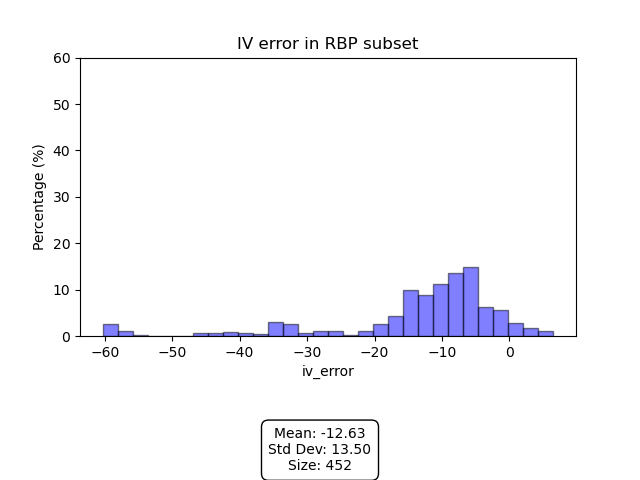 IV error in RBP subset
60
50
40
30
20
10
0
Percentage (%)
−60 −50 −40 −30 −20 −10 0
iv_error
Mean: -12.63
Std Dev: 13.50
Size: 452